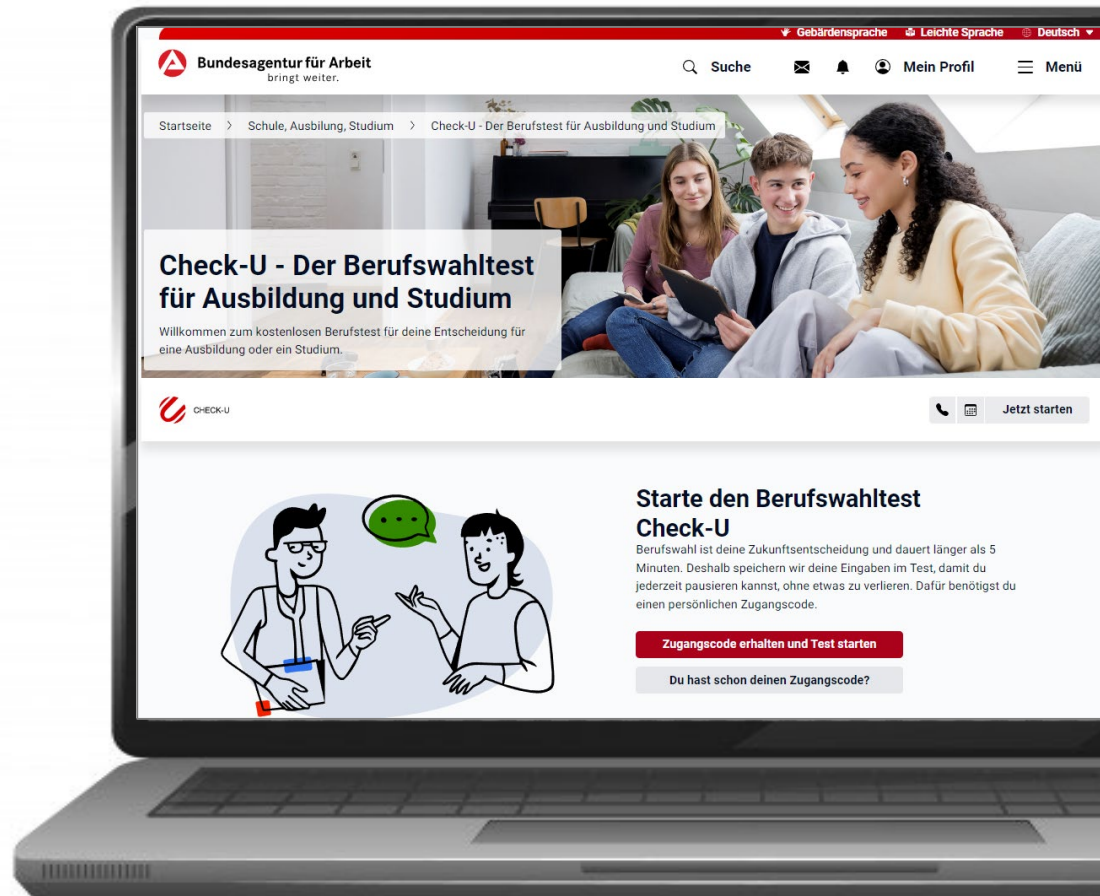 Gebärdensprache Leichte Sprache Deutsch
Bundesagentur für Arbeit
bringt weiter.
Suche Mein Profil Menü
Startseite > Schule, Ausbilung, Studium > Check-U - Der Berufstest für Ausbildung und Studium
Check-U - Der Berufswahltest
für Ausbildung und Studium
Willkommen zum kostenlosen Berufstest für deine Entscheidung für
eine Ausbildung oder ein Studium.
CHECK-U
Jetzt starten
Starte den Berufswahltest
Check-U
Berufswahl ist deine Zukunftsentscheidung und dauert länger als 5
Minuten. Deshalb speichern wir deine Eingaben im Test, damit du
jederzeit pausieren kannst, ohne etwas zu verlieren. Dafür benötigst du
einen persönlichen Zugangscode.
Zugangscode erhalten und Test starten
Du hast schon deinen Zugangscode?